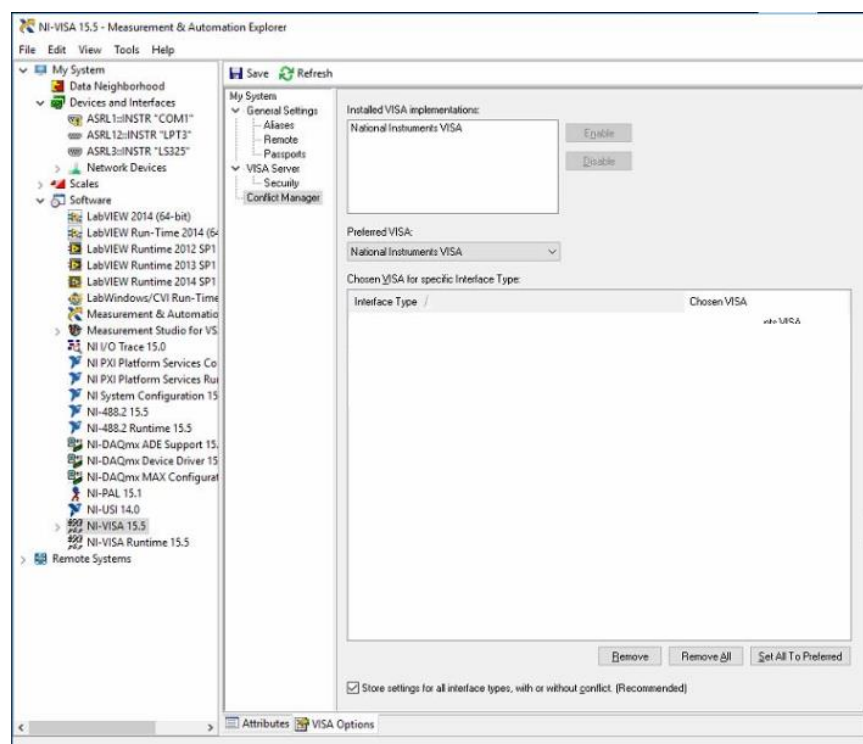 NI-VISA 15.5 - Measurement & Automation Explorer
File Edit View Tools Help
My System
Data Neighborhood
Devices and Interfaces
ASRL1::INSTR "COM1"
ASRL12::INSTR "LPT3"
ASRL3::INSTR "LS325"
Network Devices
Scales
Software
LabVIEW 2014 (64-bit)
LabVIEW Run-Time 2014 (64
LabVIEW Runtime 2012 SP1
LabVIEW Runtime 2013 SP1
LabVIEW Runtime 2014 SP1
LabWindows/CVI Run-Time
Measurement & Automatio
Measurement Studio for VS
NI I/O Trace 15.0
NI PXI Platform Services Co
NI PXI Platform Services Ru
NI System Configuration 15
NI-488.2 15.5
NI-488.2 Runtime 15.5
NI-DAQmx ADE Support 15.
NI-DAQmx Device Driver 15
NI-DAQmx MAX Configurat
NI-PAL 15.1
NI-USI 14.0
NI-VISA 15.5
NI-VISA Runtime 15.5
Remote Systems
Save Refresh
My System
General Settings
Aliases
Remote
Passports
VISA Server
Security
Conflict Manager
Installed VISA implementations:
National Instruments VISA
Enable
Disable
Preferred VISA:
National Instruments VISA
Chosen VISA for specific Interface Type:
Interface Type / Chosen VISA
Remove Remove All Set All To Preferred
Store settings for all interface types, with or without conflict. (Recommended)
Attributes VISA Options